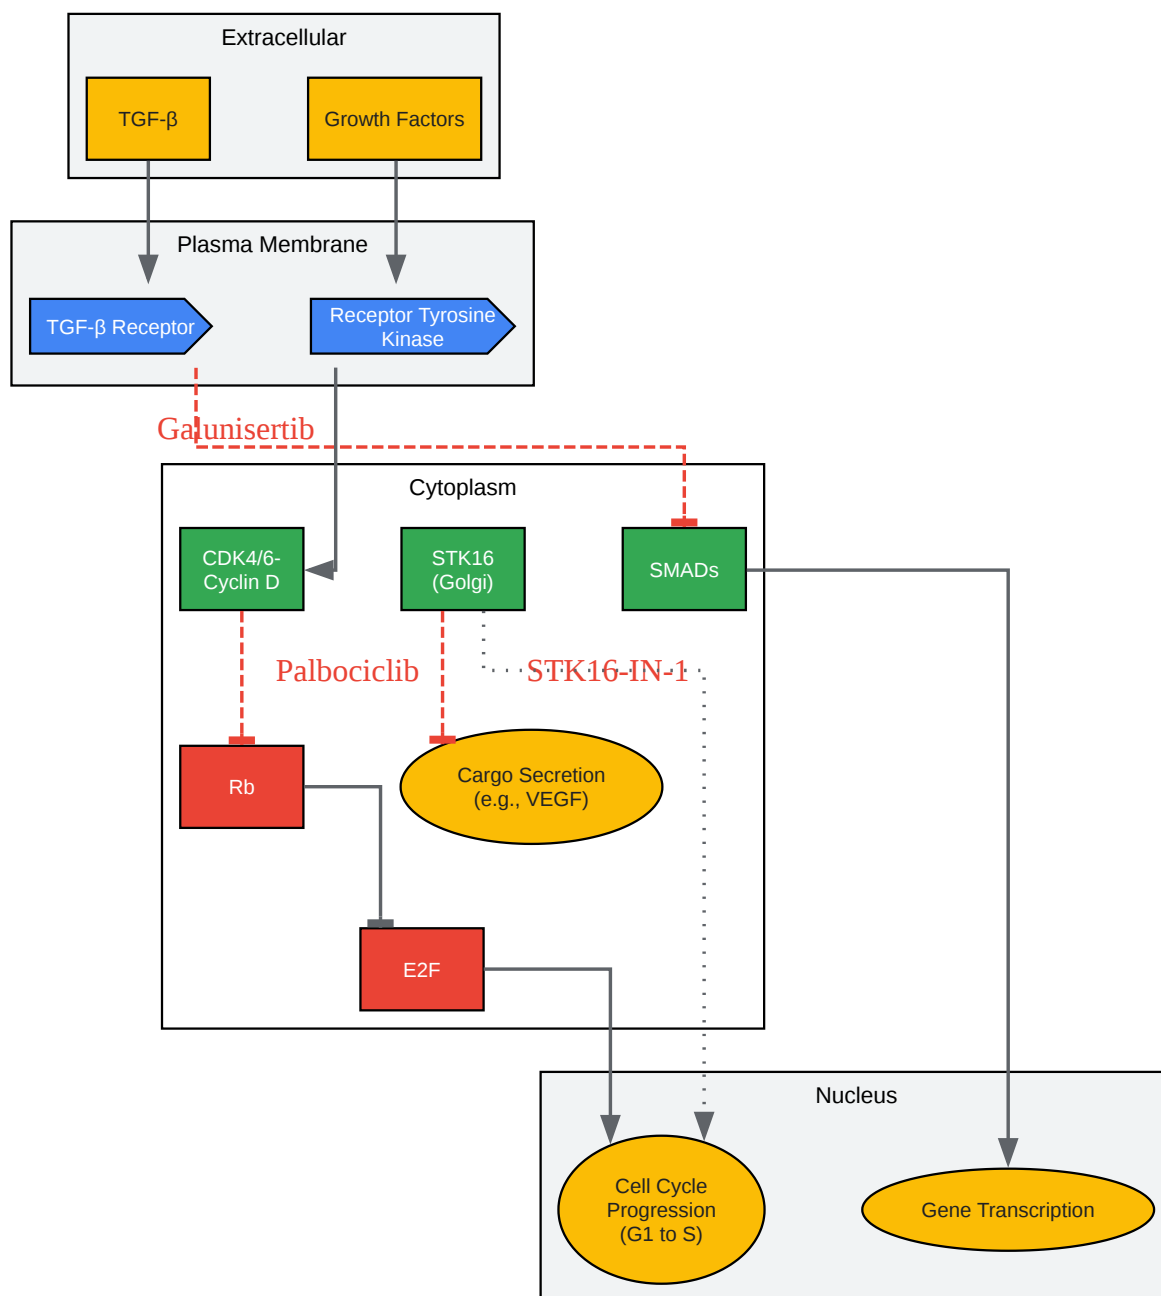 Extracellular
TGF-β
Growth Factors
Plasma Membrane
TGF-β Receptor
Receptor Tyrosine
Kinase
Galunisertib
Cytoplasm
CDK4/6-
Cyclin D
STK16
(Golgi)
SMADs
Palbociclib
STK16-IN-1
Rb
Cargo Secretion
(e.g., VEGF)
E2F
Nucleus
Cell Cycle
Progression
(G1 to S)
Gene Transcription